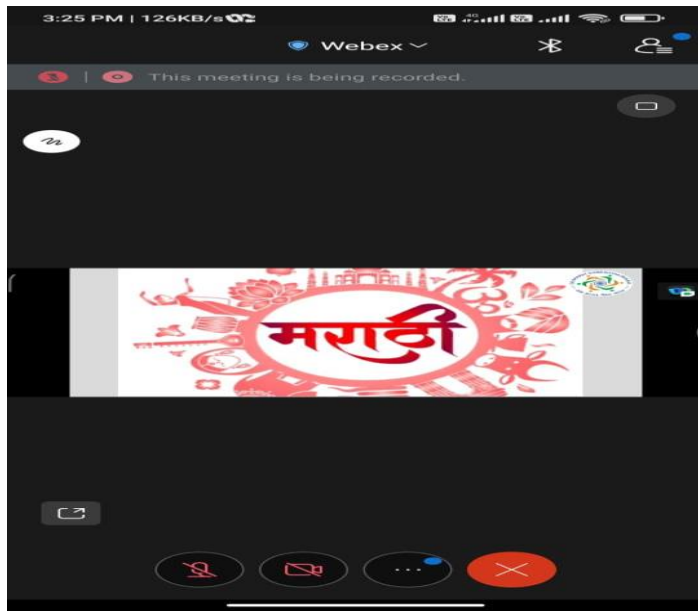 3:25 PM | 126KB/s
Webex
This meeting is being recorded.
मराठी